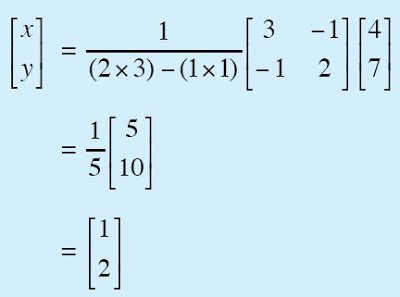 [x y] = 1 / ((2 × 3) – (1 × 1)) [3 –1; –1 2] [4 7]
= 1/5 [5 10]
= [1 2]